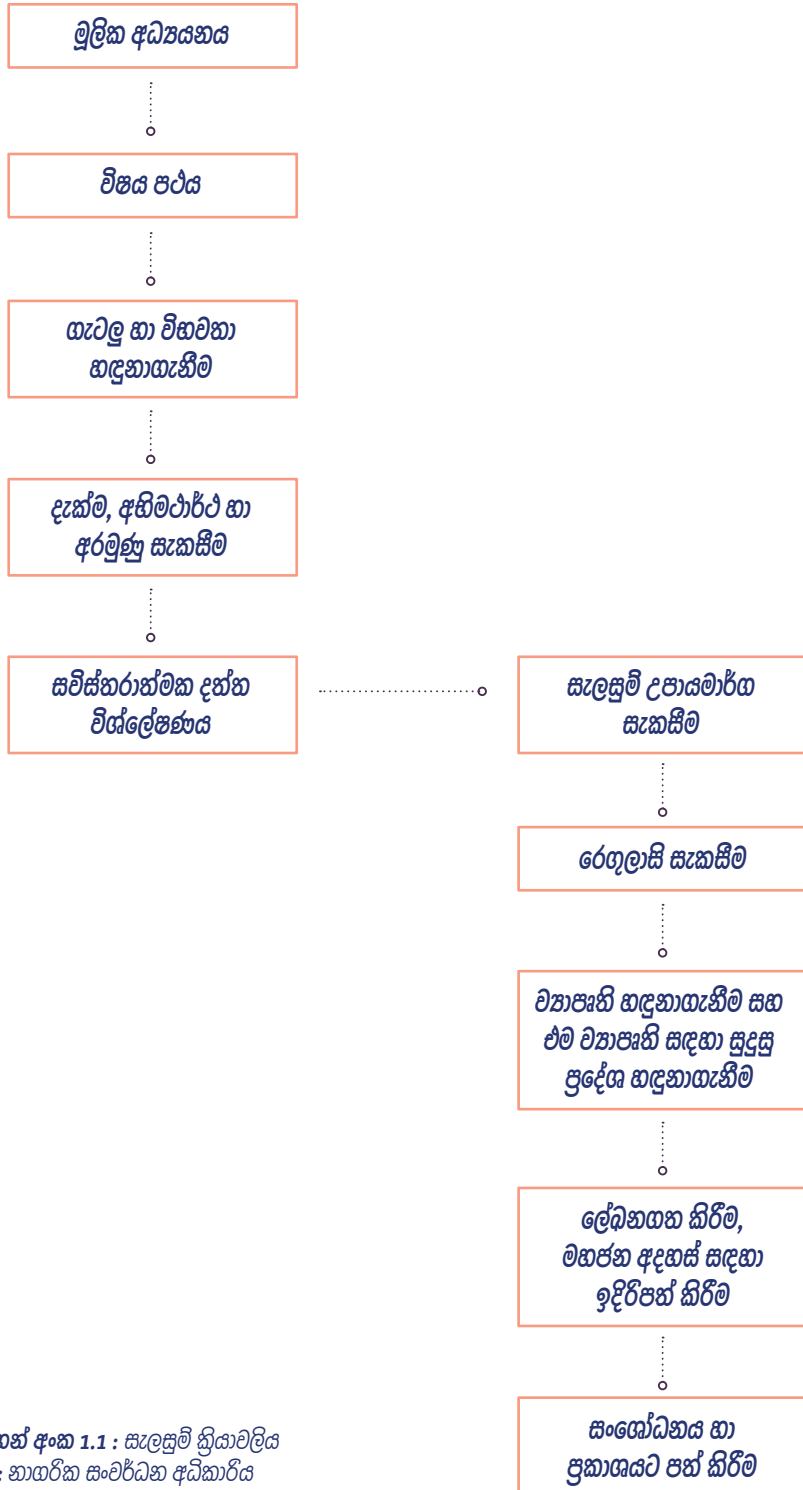 මූලික අධ්‍යයනය
විෂය පථය
ගැටලු හා විභවතා
හඳුනාගැනීම
දැක්ම, අභිමථාර්ථ හා
අරමුණු සැකසීම
සවිස්තරාත්මක දත්ත
විශ්ලේෂණය
සැලසුම් උපායමාර්ග
සැකසීම
රෙගුලාසි සැකසීම
ව්‍යාපෘති හඳුනාගැනීම සහ
එම ව්‍යාපෘති සඳහා සුදුසු
ප්‍රදේශ හඳුනාගැනීම
ලේඛනගත කිරීම,
මහජන අදහස් සඳහා
ඉදිරිපත් කිරීම
සංශෝධනය හා
ප්‍රකාශයට පත් කිරීම
අංක 1.1 : සැලසුම් ක්‍රියාවලිය
: නාගරික සංවර්ධන අධිකාරිය